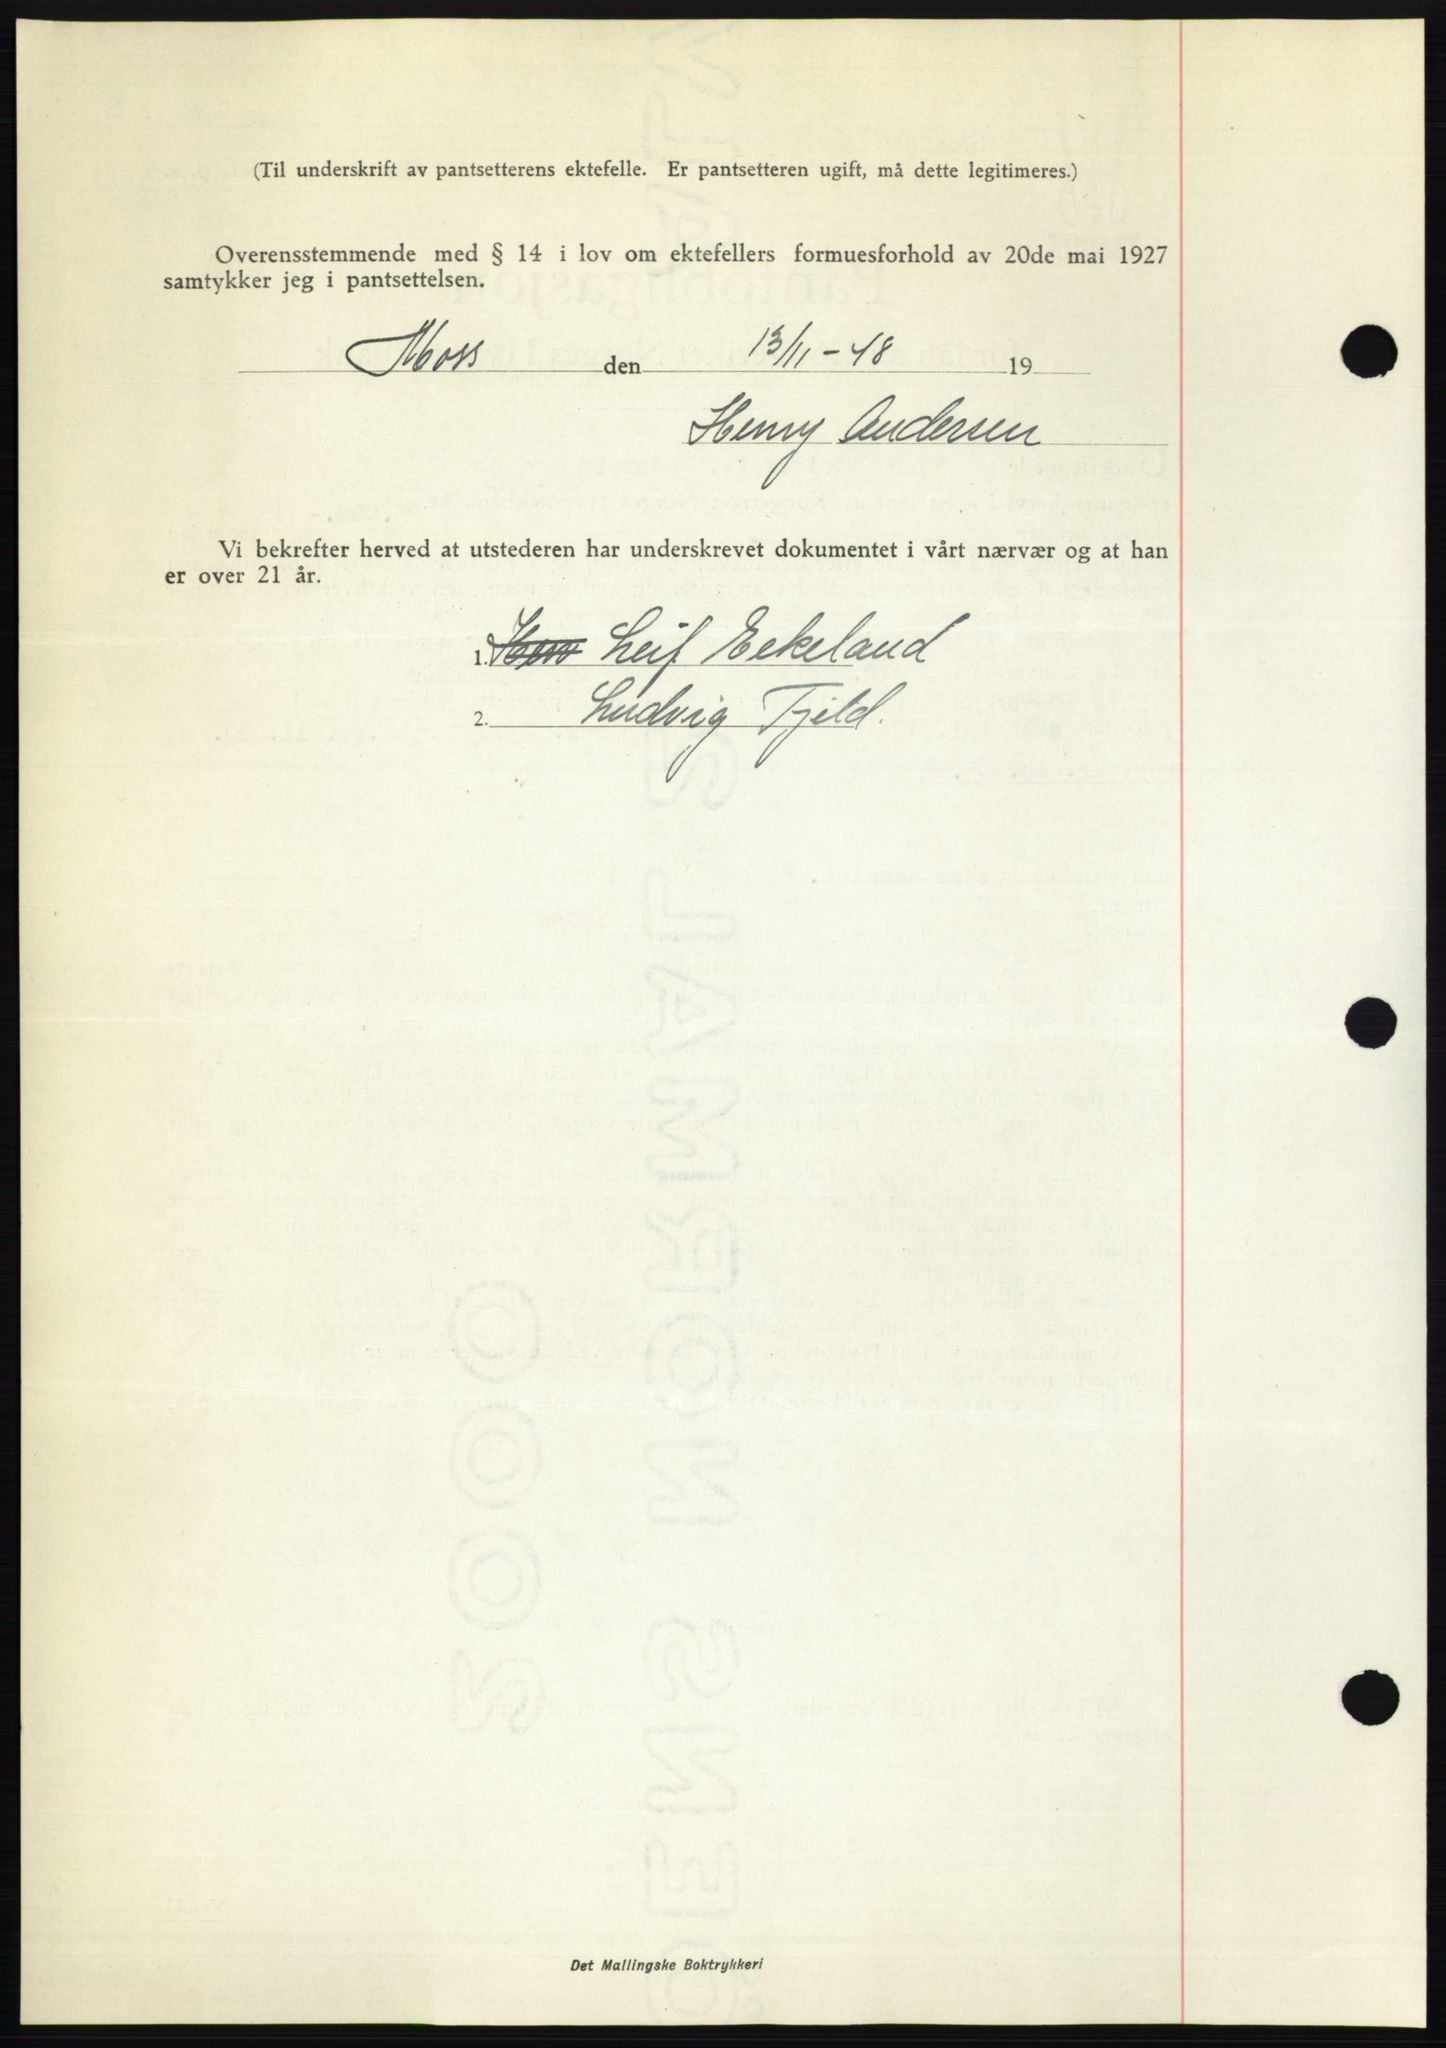 (Til underskrift av pantsetterens ektefelle. Er pantsetteren ugift, må dette legitimeres.)
Overensstemmende med § 14 i lov om ektefellers formuesforhold av 20de mai 1927
samtykker jeg i pantsettelsen.
Moss den 13/11-48 19
Henry Andersen
Vi bekrefter herved at utstederen har underskrevet dokumentet i vårt nærvær og at han
er over 21 år.
1. Leif Eekeland
2. Ludvig Tjeld.
Det Mallingske Boktrykkeri